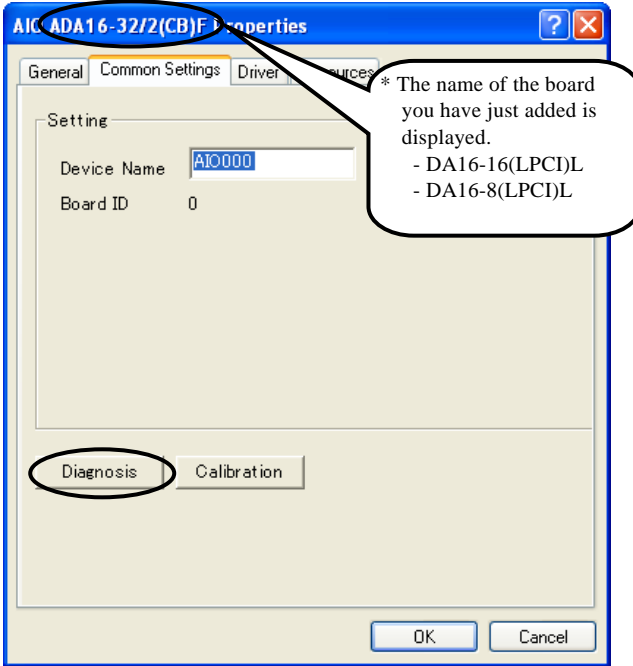 AIO ADA16-32/2(CB)F Properties
General Common Settings Driver
* The name of the board
you have just added is
displayed.
- DA16-16(LPCI)L
- DA16-8(LPCI)L
Setting
Device Name AIO000
Board ID 0
Diagnosis Calibration
OK Cancel